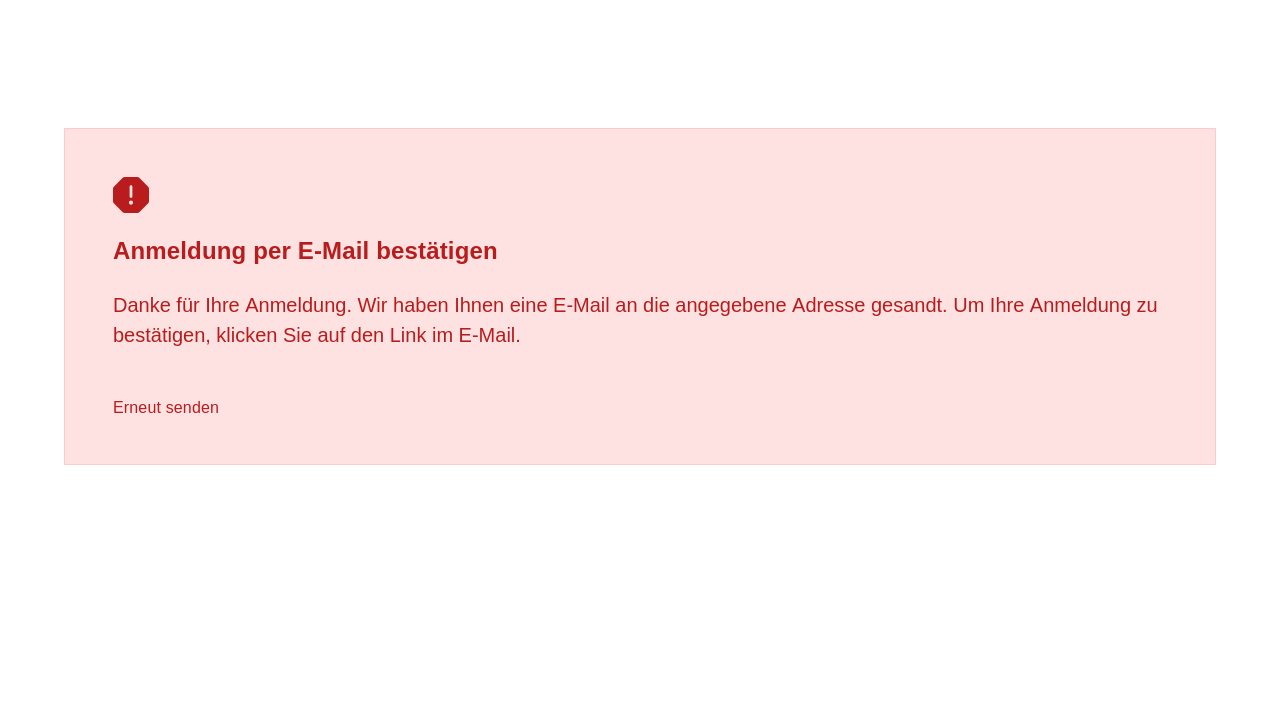 Anmeldung per E-Mail bestätigen
Danke für Ihre Anmeldung. Wir haben Ihnen eine E-Mail an die angegebene Adresse gesandt. Um Ihre Anmeldung zu
bestätigen, klicken Sie auf den Link im E-Mail.
Erneut senden